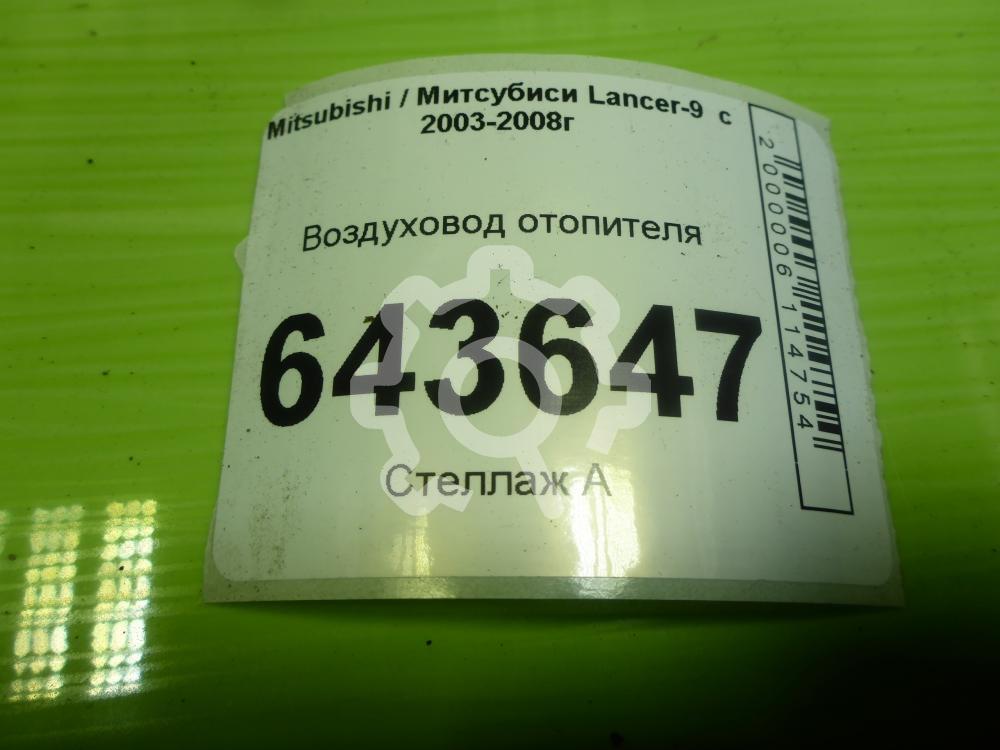 Mitsubishi / Митсубиси Lancer-9 с
2003-2008г
Воздуховод отопителя
643647
Стеллаж А
2000006114754